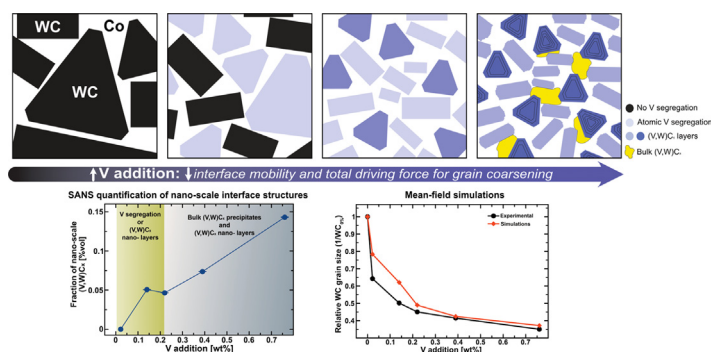 WC
Co
WC
No V segregation
Atomic V segregation
(V,W)Cₓ layers
Bulk (V,W)Cₓ
↑V addition: ↓interface mobility and total driving force for grain coarsening
SANS quantification of nano-scale interface structures
Fraction of nano-scale
(V,W)Cₓ [%vol]
0.15
0.10
0.05
0
V segregation
or
(V,W)Cₓ
nano- layers
Bulk (V,W)Cₓ precipitates
and
(V,W)Cₓ nano- layers
0 0.1 0.2 0.3 0.4 0.5 0.6 0.7
V addition [wt%]
Mean-field simulations
Relative WC grain size (1/WC₀%)
1
0.9
0.8
0.7
0.6
0.5
0.4
Experimental
Simulations
0 0.1 0.2 0.3 0.4 0.5 0.6 0.7
V addition [wt%]